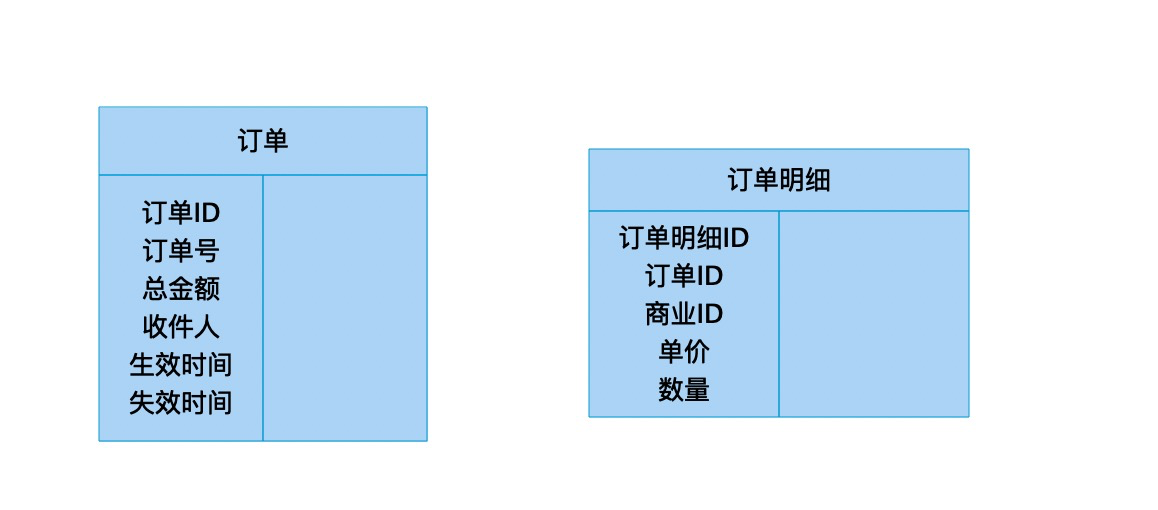 订单
订单ID
订单号
总金额
收件人
生效时间
失效时间
订单明细
订单明细ID
订单ID
商业ID
单价
数量